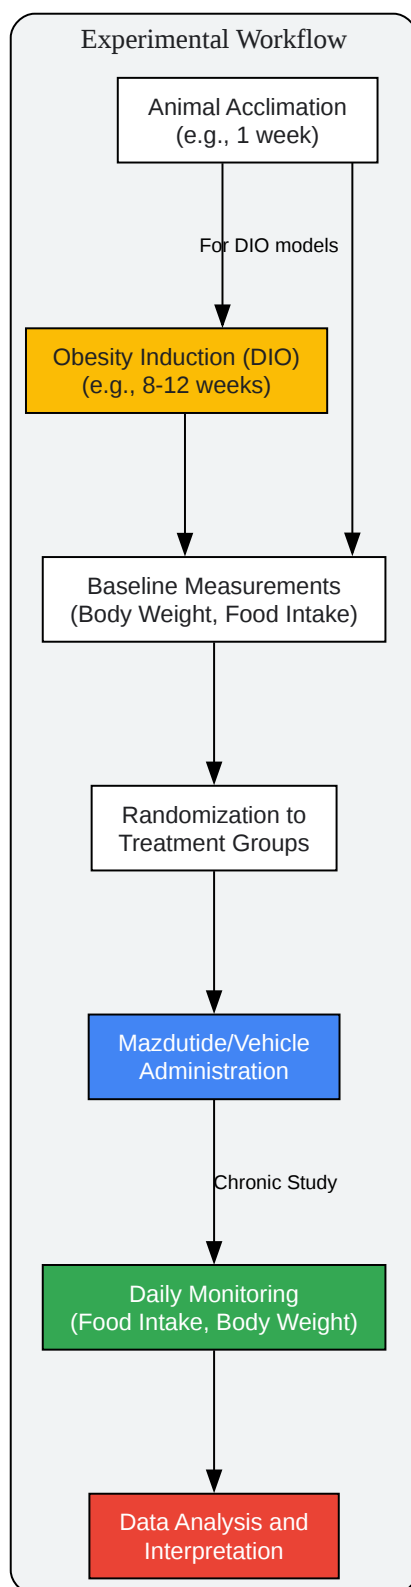 Experimental Workflow
Animal Acclimation
(e.g., 1 week)
For DIO models
Obesity Induction (DIO)
(e.g., 8-12 weeks)
Baseline Measurements
(Body Weight, Food Intake)
Randomization to
Treatment Groups
Mazdutide/Vehicle
Administration
Chronic Study
Daily Monitoring
(Food Intake, Body Weight)
Data Analysis and
Interpretation